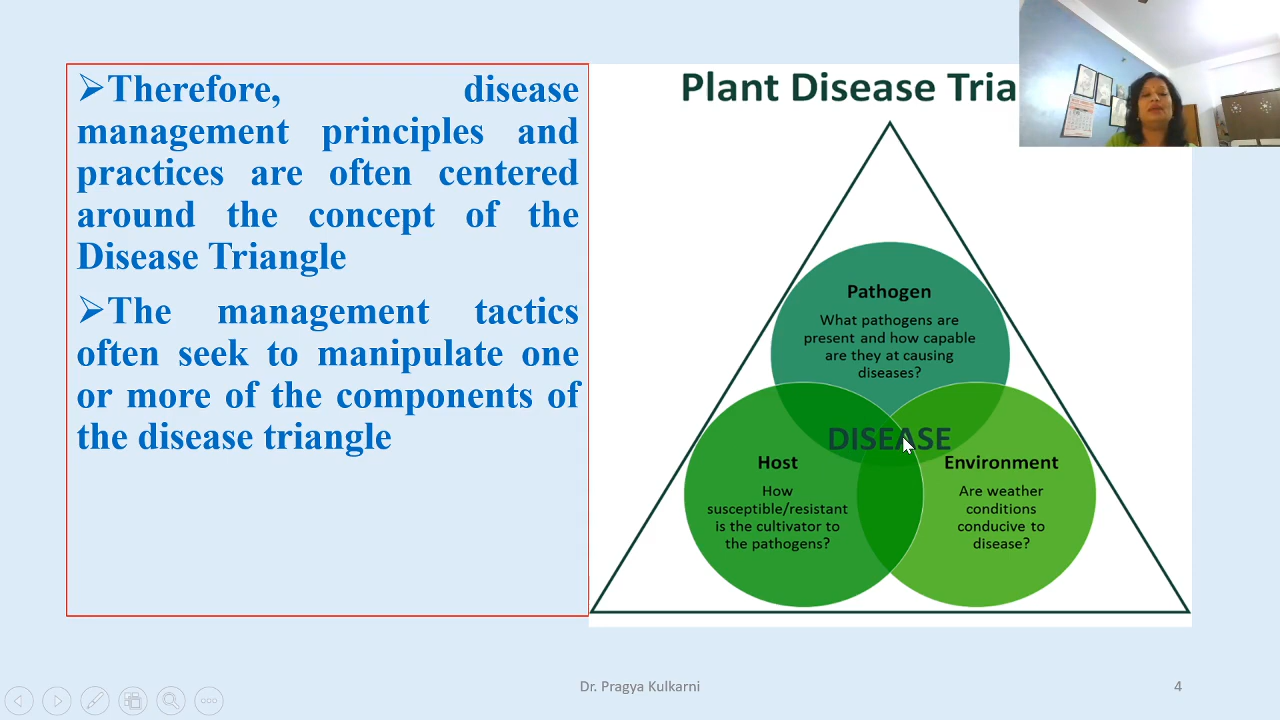 ➢Therefore, disease
management principles and
practices are often centered
around the concept of the
Disease Triangle
➢The management tactics
often seek to manipulate one
or more of the components of
the disease triangle
Plant Disease Tria
Pathogen
What pathogens are
present and how capable
are they at causing
diseases?
DISEASE
Host
How
susceptible/resistant
is the cultivator to
the pathogens?
Environment
Are weather
conditions
conducive to
disease?
Dr. Pragya Kulkarni
4